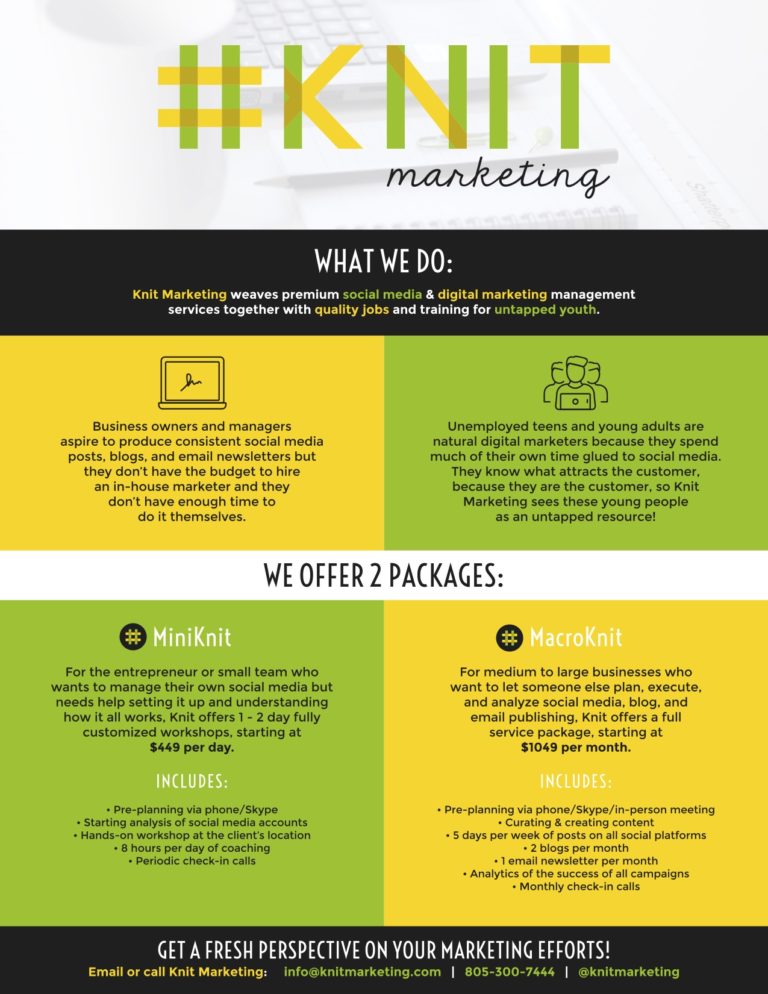 #KNIT
marketing
WHAT WE DO:
Knit Marketing weaves premium social media & digital marketing management
services together with quality jobs and training for untapped youth.
Business owners and managers
aspire to produce consistent social media
posts, blogs, and email newsletters but
they don't have the budget to hire
an in-house marketer and they
don't have enough time to
do it themselves.
Unemployed teens and young adults are
natural digital marketers because they spend
much of their own time glued to social media.
They know what attracts the customer,
because they are the customer, so Knit
Marketing sees these young people
as an untapped resource!
WE OFFER 2 PACKAGES:
# MiniKnit
For the entrepreneur or small team who
wants to manage their own social media but
needs help setting it up and understanding
how it all works, Knit offers 1 - 2 day fully
customized workshops, starting at
$449 per day.
INCLUDES:
• Pre-planning via phone/Skype
• Starting analysis of social media accounts
• Hands-on workshop at the client's location
• 8 hours per day of coaching
• Periodic check-in calls
# MacroKnit
For medium to large businesses who
want to let someone else plan, execute,
and analyze social media, blog, and
email publishing, Knit offers a full
service package, starting at
$1049 per month.
INCLUDES:
• Pre-planning via phone/Skype/in-person meeting
• Curating & creating content
• 5 days per week of posts on all social platforms
• 2 blogs per month
• 1 email newsletter per month
• Analytics of the success of all campaigns
• Monthly check-in calls
GET A FRESH PERSPECTIVE ON YOUR MARKETING EFFORTS!
Email or call Knit Marketing: info@knitmarketing.com | 805-300-7444 | @knitmarketing